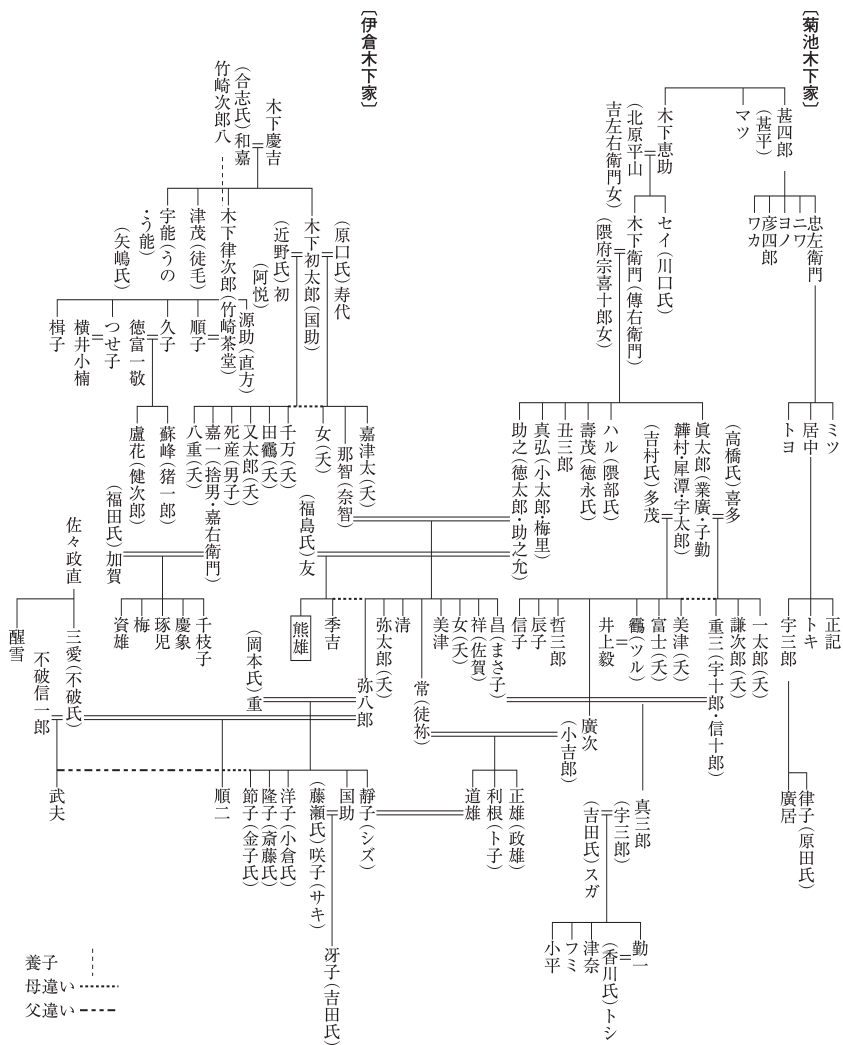 〔菊池木下家〕
甚四郎
(甚平)
マツ
木下恵助
(北原平山
吉左右衛門女)
忠左衛門
ニワ
ヨノ
彦四郎
ワカ
セイ(川口氏)
木下衛門(傳右衛門)
(隈府宗喜十郎女)
ミツ
居中
トヨ
(高橋氏)喜多
眞太郎(業廣・子勤
韡村・犀潭・宇太郎)
(吉村氏)多茂
ハル(隈部氏)
壽茂(徳永氏)
丑三郎
真弘(小太郎・梅里)
助之(徳太郎・助之允)
正記
トキ
宇三郎
一太郎(夭)
謙次郎(夭)
重三(宇十郎・信十郎)
美津(夭)
富士(夭)
鶴(ツル)
井上毅
廣次
(小吉郎)
哲三郎
辰子
信子
律子(原田氏)
廣居
真三郎
(宇三郎)
(吉田氏)スガ
勤一
(香川氏)トシ
津奈
フミ
小平
〔伊倉木下家〕
木下慶吉
(合志氏)和嘉
竹崎次郎八
(原口氏)寿代
木下初太郎(国助)
(近野氏)初
(阿悦)
木下律次郎(竹崎茶堂)
津茂(徒毛)
宇能(うの
・う能)
(矢嶋氏)
源助(直方)
順子
久子
徳富一敬
つせ子
横井小楠
楫子
嘉津太(夭)
那智(奈智)
女(夭)
千万(夭)
田鶴(夭)
又太郎(夭)
死産(男子)
嘉一(捨男・嘉右衛門)
八重(夭)
蘇峰(猪一郎)
盧花(健次郎)
(福島氏)友
(福田氏)加賀
佐々政直
昌(まさ子)
祥(佐賀)
女(夭)
美津
常(徒祢)
清
弥太郎(夭)
弥八郎
季吉
熊雄
(岡本氏)重
千枝子
慶象
琢児
梅
資雄
三愛(不破氏)
不破信一郎
醒雪
正雄(政雄)
利根(ト子)
道雄
靜子(シズ)
国助
(藤瀬氏)咲子(サキ)
洋子(小倉氏)
隆子(斎藤氏)
節子(金子氏)
順二
武夫
冴子(吉田氏)
養子
母違い
父違い